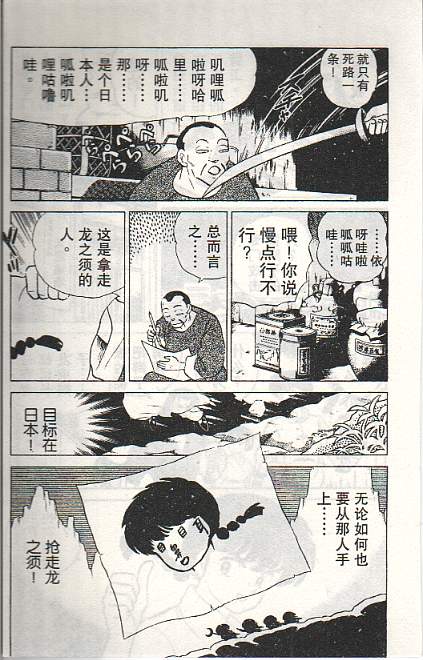 就只有
死路一
条！
叽哩呱
啦呀哈
里……
呱啦叽
呀……
那……
是个日
本人……
呱啦叽
哩咕噜
哇。
……依
呀哇啦
呱呱咕
哇……
喂！你说
慢点行不
行？
总而言
之……
这是拿走
龙之须的
人。
目标在
日本！
无论如何也
要从那人手
上……
抢走龙
之须！